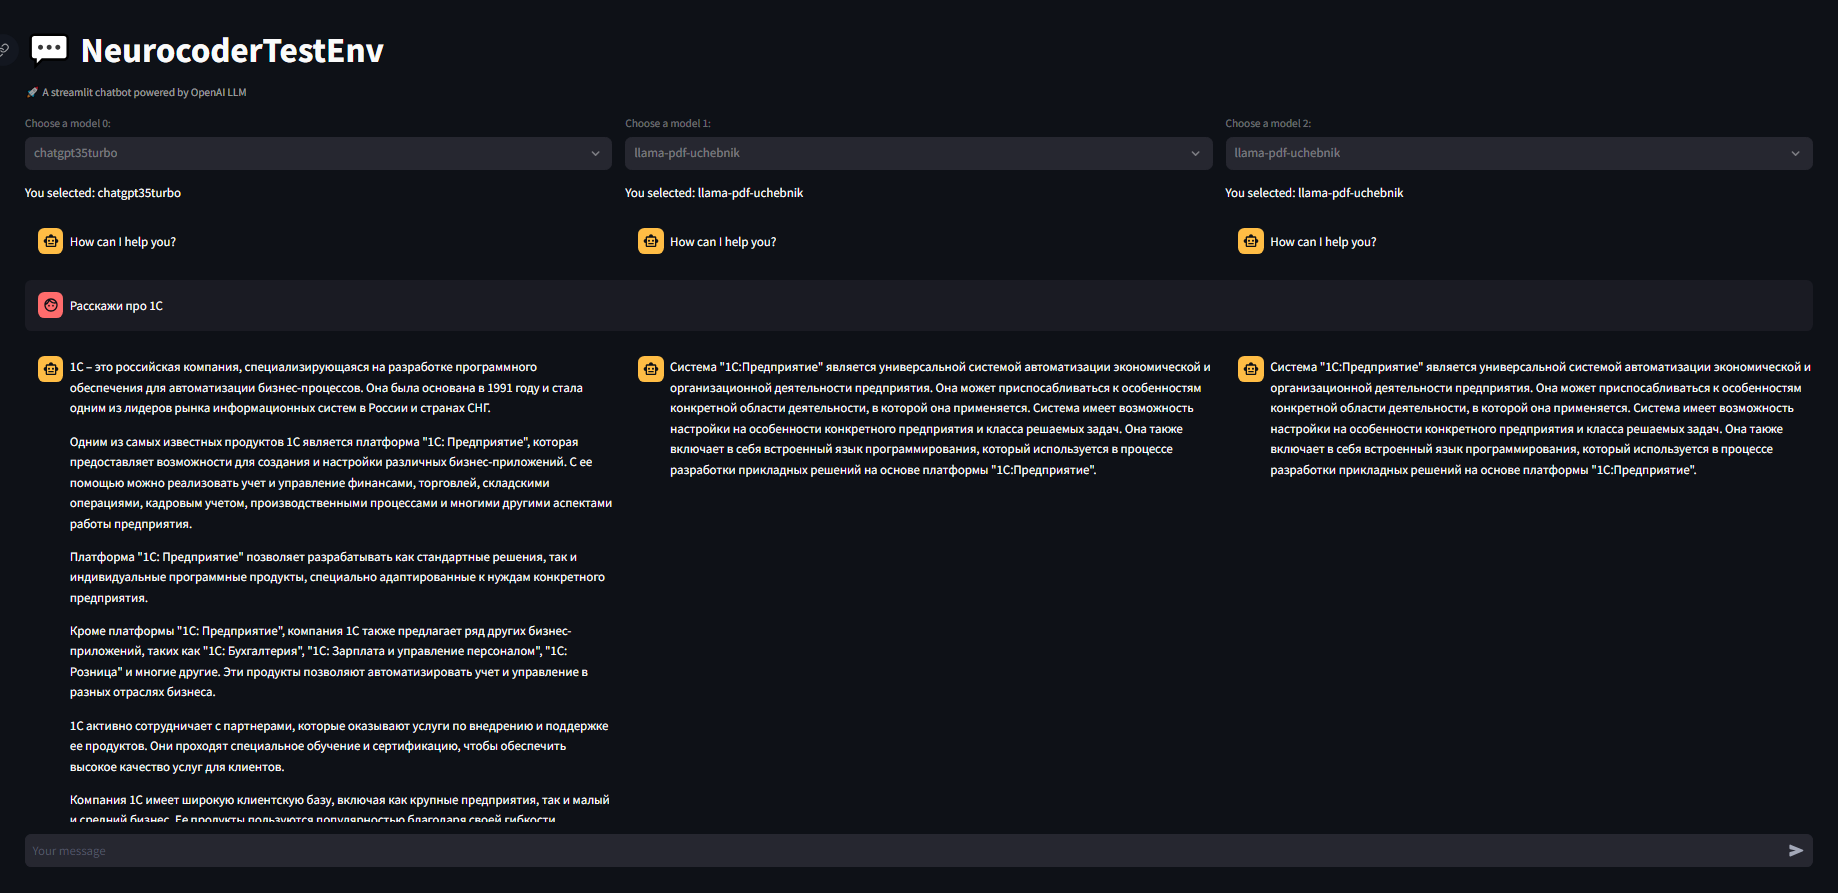 NeurocoderTestEnv
A streamlit chatbot powered by OpenAI LLM
Choose a model 0:
chatgpt35turbo
You selected: chatgpt35turbo
How can I help you?
Choose a model 1:
llama-pdf-uchebnik
You selected: llama-pdf-uchebnik
How can I help you?
Choose a model 2:
llama-pdf-uchebnik
You selected: llama-pdf-uchebnik
How can I help you?
Расскажи про 1С
1С – это российская компания, специализирующаяся на разработке программного
обеспечения для автоматизации бизнес-процессов. Она была основана в 1991 году и стала
одним из лидеров рынка информационных систем в России и странах СНГ.
Одним из самых известных продуктов 1С является платформа "1С: Предприятие", которая
предоставляет возможности для создания и настройки различных бизнес-приложений. С ее
помощью можно реализовать учет и управление финансами, торговлей, складскими
операциями, кадровым учетом, производственными процессами и многими другими аспектами
работы предприятия.
Платформа "1С: Предприятие" позволяет разрабатывать как стандартные решения, так и
индивидуальные программные продукты, специально адаптированные к нуждам конкретного
предприятия.
Кроме платформы "1С: Предприятие", компания 1С также предлагает ряд других бизнес-
приложений, таких как "1С: Бухгалтерия", "1С: Зарплата и управление персоналом", "1С:
Розница" и многие другие. Эти продукты позволяют автоматизировать учет и управление в
разных отраслях бизнеса.
1С активно сотрудничает с партнерами, которые оказывают услуги по внедрению и поддержке
ее продуктов. Они проходят специальное обучение и сертификацию, чтобы обеспечить
высокое качество услуг для клиентов.
Компания 1С имеет широкую клиентскую базу, включая как крупные предприятия, так и малый
и средний бизнес. Ее продукты пользуются популярностью благодаря своей гибкости,
Система "1С:Предприятие" является универсальной системой автоматизации экономической и
организационной деятельности предприятия. Она может приспосабливаться к особенностям
конкретной области деятельности, в которой она применяется. Система имеет возможность
настройки на особенности конкретного предприятия и класса решаемых задач. Она также
включает в себя встроенный язык программирования, который используется в процессе
разработки прикладных решений на основе платформы "1С:Предприятие".
Система "1С:Предприятие" является универсальной системой автоматизации экономической и
организационной деятельности предприятия. Она может приспосабливаться к особенностям
конкретной области деятельности, в которой она применяется. Система имеет возможность
настройки на особенности конкретного предприятия и класса решаемых задач. Она также
включает в себя встроенный язык программирования, который используется в процессе
разработки прикладных решений на основе платформы "1С:Предприятие".
Your message